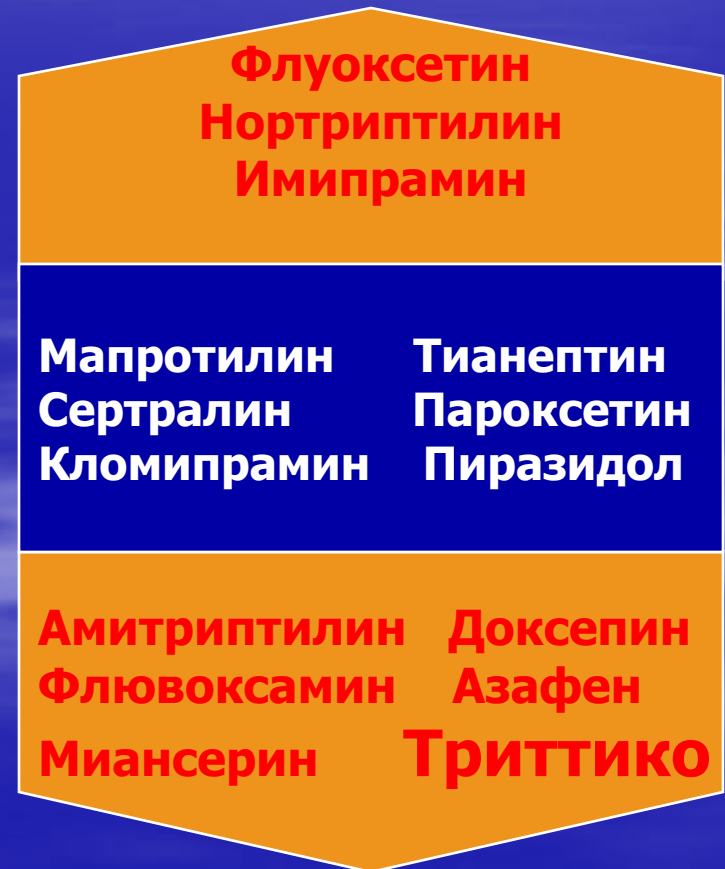 Флуоксетин
Нортриптилин
Имипрамин
Мапротилин Тианептин
Сертралин Пароксетин
Кломипрамин Пиразидол
Амитриптилин Доксепин
Флювоксамин Азафен
Миансерин Триттико